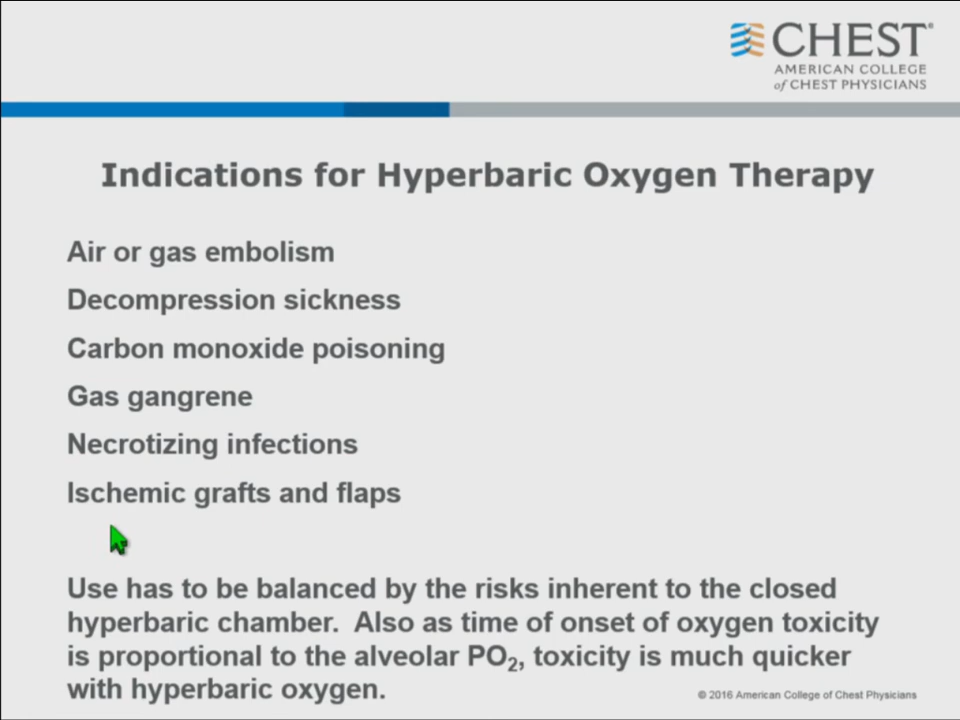 CHEST®
AMERICAN COLLEGE
of CHEST PHYSICIANS
Indications for Hyperbaric Oxygen Therapy
Air or gas embolism
Decompression sickness
Carbon monoxide poisoning
Gas gangrene
Necrotizing infections
Ischemic grafts and flaps
Use has to be balanced by the risks inherent to the closed
hyperbaric chamber.  Also as time of onset of oxygen toxicity
is proportional to the alveolar PO₂, toxicity is much quicker
with hyperbaric oxygen.
© 2016 American College of Chest Physicians